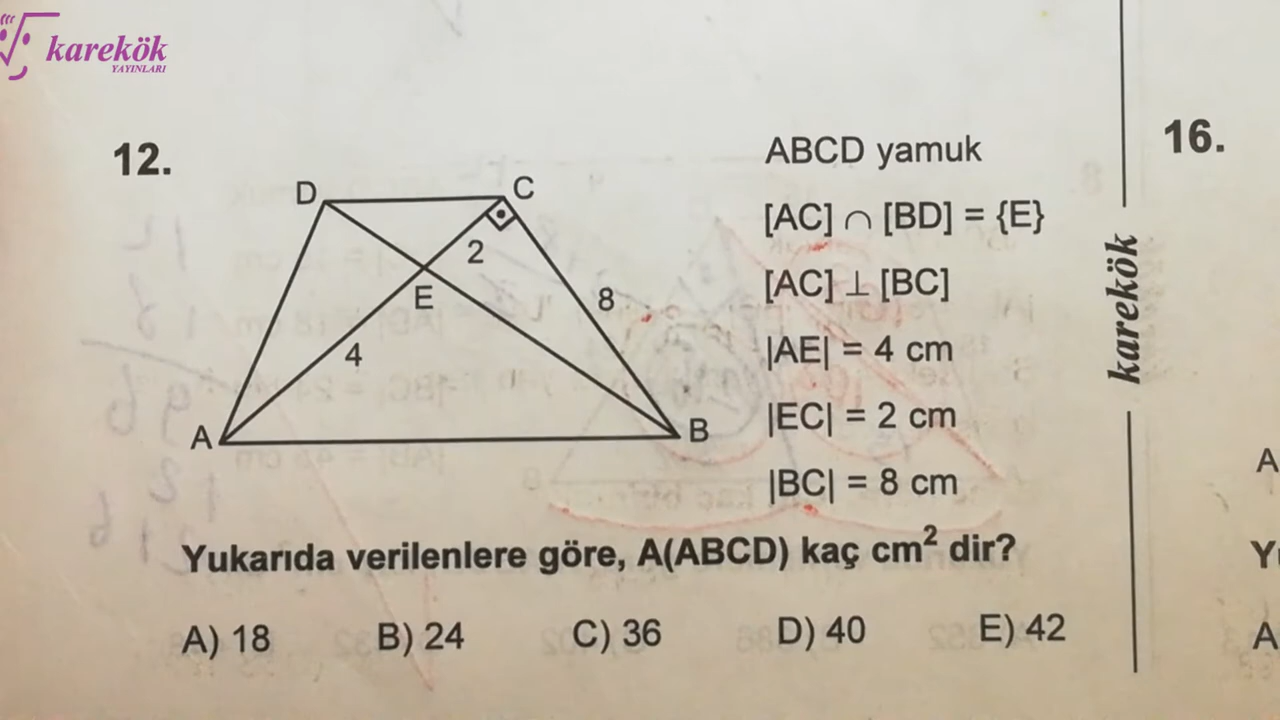 karekök
YAYINLARI
12.
D
C
2
E
8
4
A
B
ABCD yamuk
[AC] ∩ [BD] = {E}
[AC] ⊥ [BC]
|AE| = 4 cm
|EC| = 2 cm
|BC| = 8 cm
Yukarıda verilenlere göre, A(ABCD) kaç cm² dir?
A) 18 B) 24 C) 36 D) 40 E) 42
karekök
16.
A
A